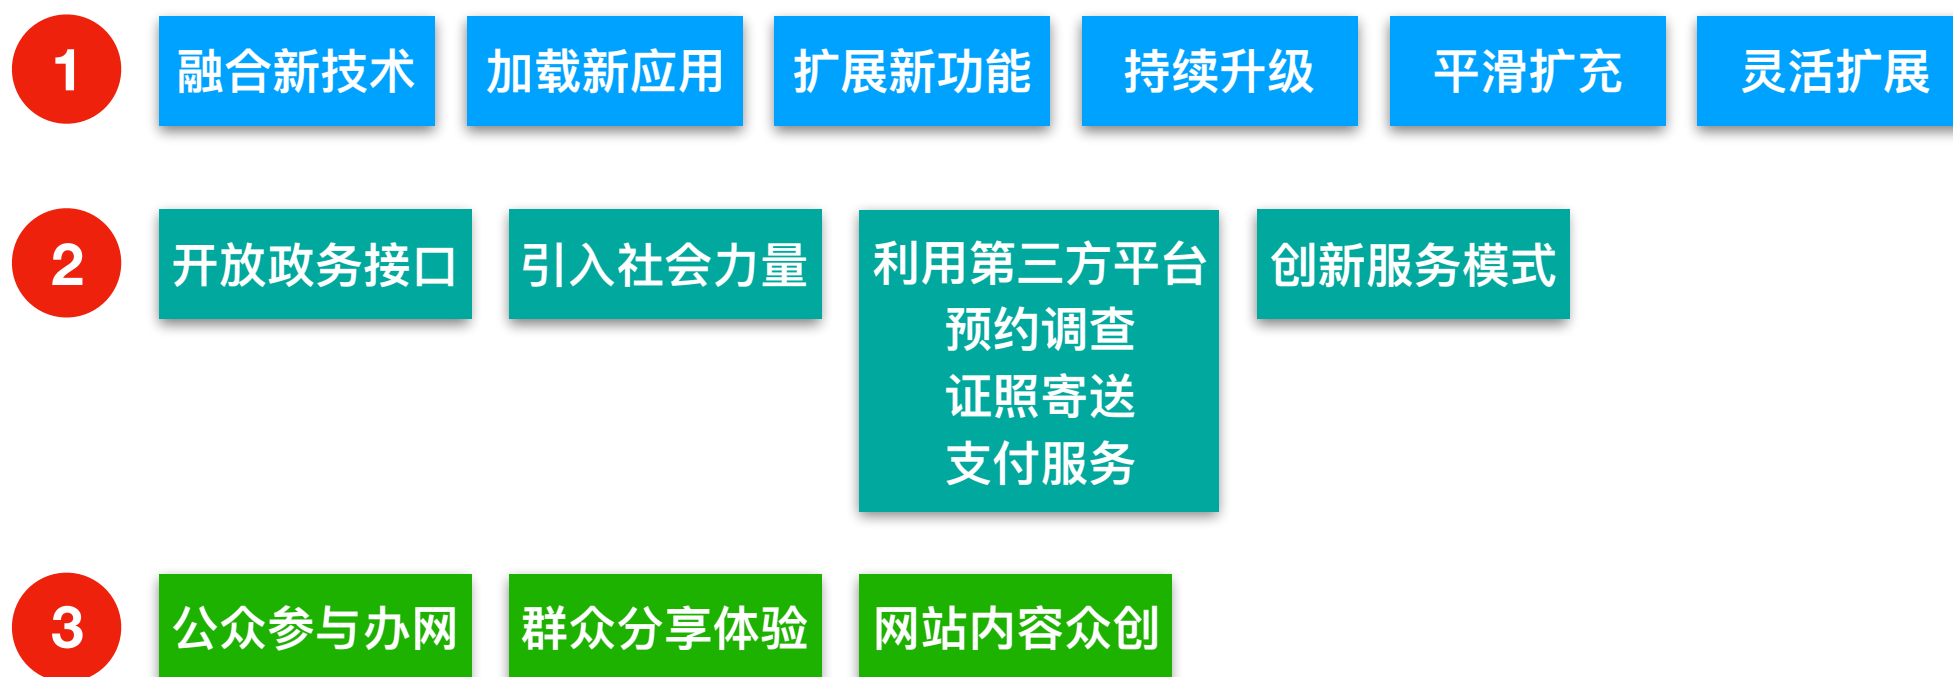 1
融合新技术
加载新应用
扩展新功能
持续升级
平滑扩充
灵活扩展
2
开放政务接口
引入社会力量
利用第三方平台
预约调查
证照寄送
支付服务
创新服务模式
3
公众参与办网
群众分享体验
网站内容众创